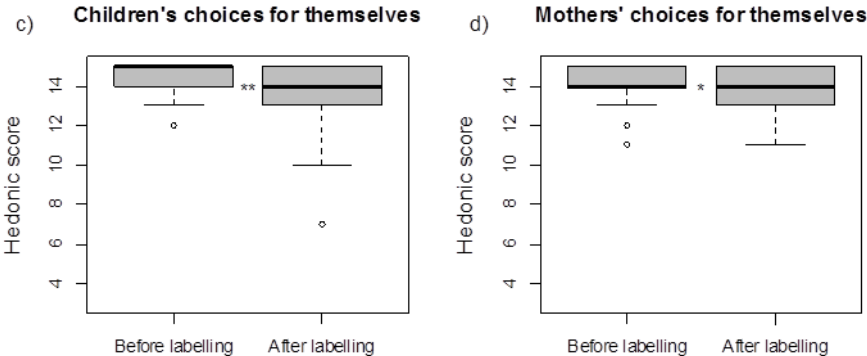 c) Children's choices for themselves
Hedonic score
14
12
10
8
6
4
**
Before labelling After labelling
d) Mothers' choices for themselves
Hedonic score
14
12
10
8
6
4
*
Before labelling After labelling